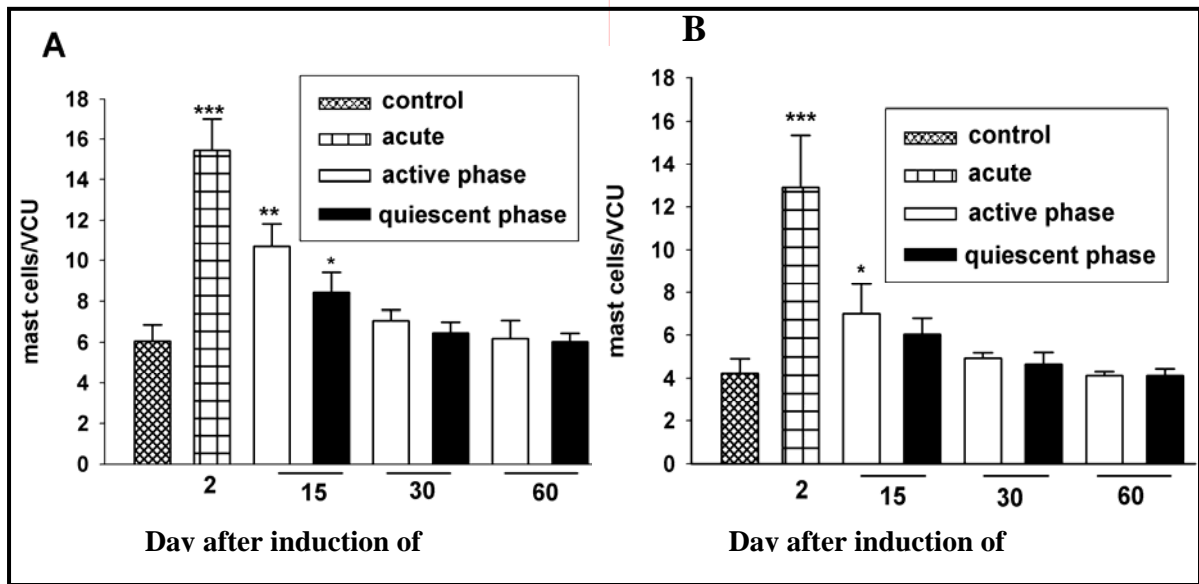 A
mast cells/VCU
18
16
14
12
10
8
6
4
2
0
***
**
*
control
acute
active phase
quiescent phase
2
15
30
60
Day after induction of
B
mast cells/VCU
18
16
14
12
10
8
6
4
2
0
***
*
control
acute
active phase
quiescent phase
2
15
30
60
Day after induction of